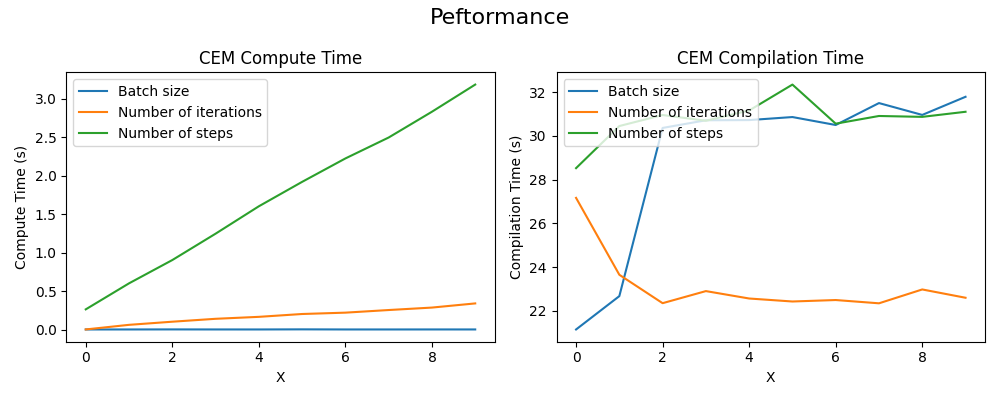 Peftormance
CEM Compute Time
Compute Time (s)
3.0
2.5
2.0
1.5
1.0
0.5
0.0
Batch size
Number of iterations
Number of steps
0 2 4 6 8
X
CEM Compilation Time
Compilation Time (s)
32
30
28
26
24
22
Batch size
Number of iterations
Number of steps
0 2 4 6 8
X